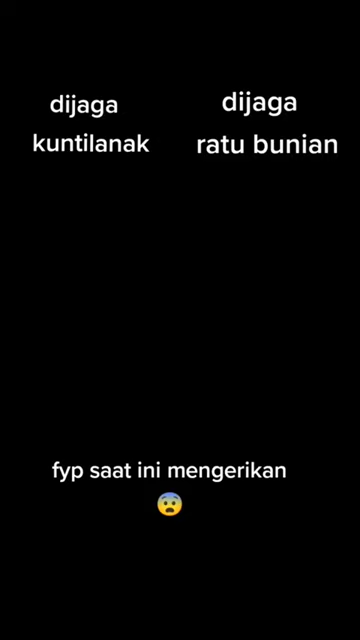 dijaga
kuntilanak
dijaga
ratu bunian
fyp saat ini mengerikan
😨